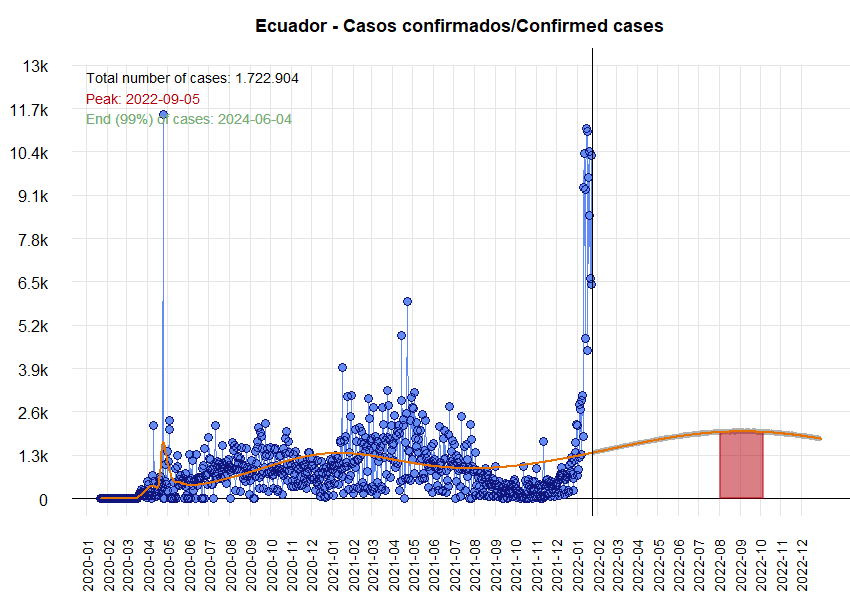 Ecuador - Casos confirmados/Confirmed cases
13k
Total number of cases: 1.722.904
Peak: 2022-09-05
11.7k
End (99%) of cases: 2024-06-04
10.4k
9.1k
7.8k
6.5k
5.2k
3.9k
2.6k
1.3k
0
2020-01
2020-02
2020-03
2020-04
2020-05
2020-06
2020-07
2020-08
2020-09
2020-10
2020-11
2020-12
2021-01
2021-02
2021-03
2021-04
2021-05
2021-06
2021-07
2021-08
2021-09
2021-10
2021-11
2021-12
2022-01
2022-02
2022-03
2022-04
2022-05
2022-06
2022-07
2022-08
2022-09
2022-10
2022-11
2022-12